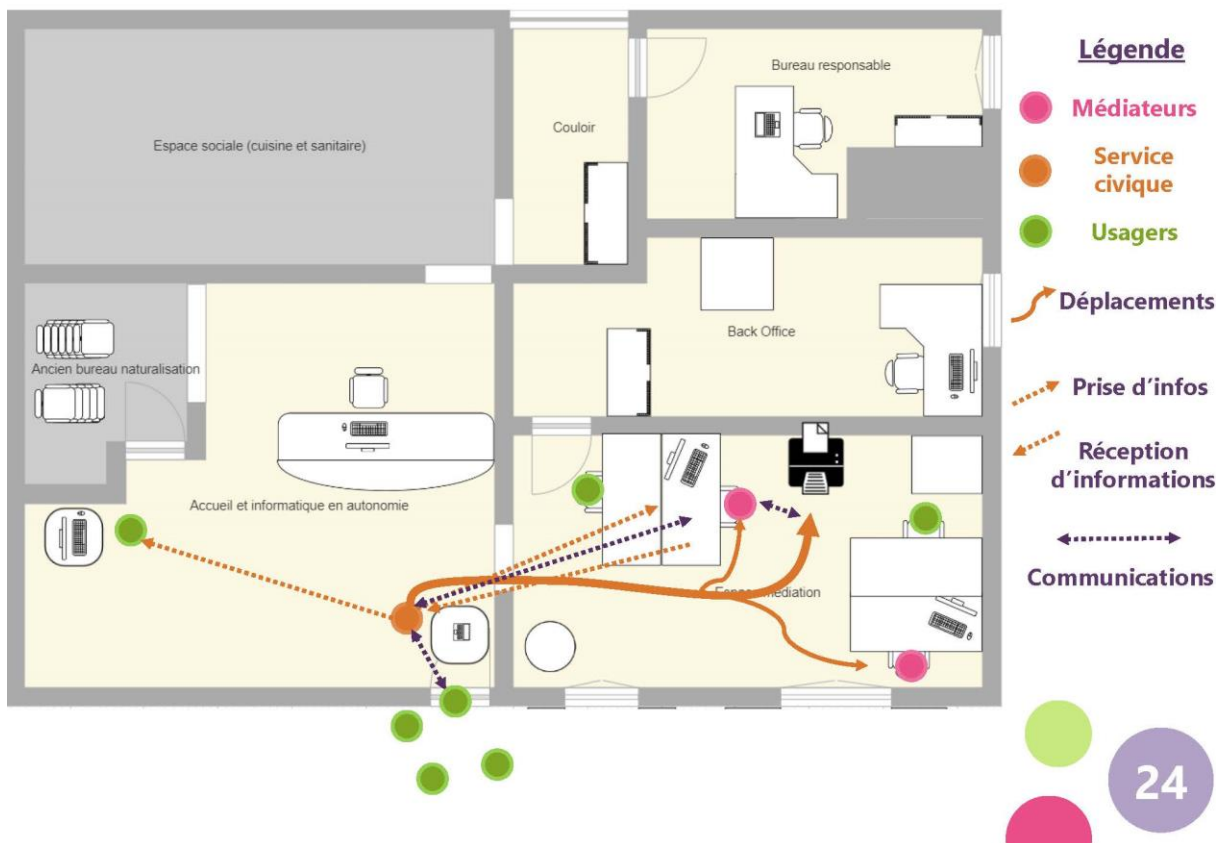 Espace sociale (cuisine et sanitaire)
Couloir
Bureau responsable
Back Office
Ancien bureau naturalisation
Accueil et informatique en autonomie
médiation
Légende
Médiateurs
Service
civique
Usagers
Déplacements
Prise d'infos
Réception
d'informations
Communications
24